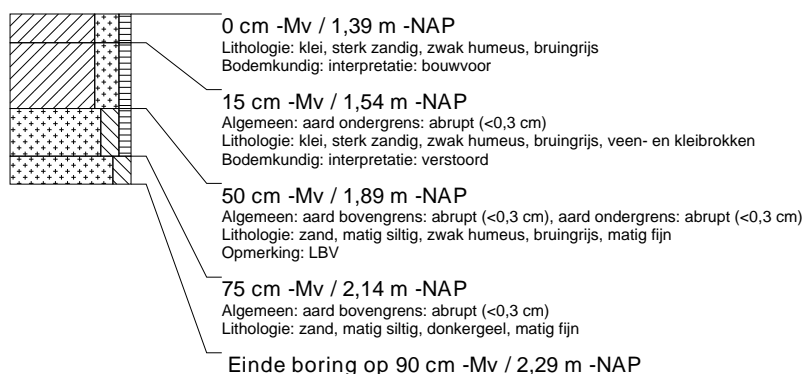 0 cm -Mv / 1,39 m -NAP
Lithologie: klei, sterk zandig, zwak humeus, bruingrijs
Bodemkundig: interpretatie: bouwvoor
15 cm -Mv / 1,54 m -NAP
Algemeen: aard ondergrens: abrupt (<0,3 cm)
Lithologie: klei, sterk zandig, zwak humeus, bruingrijs, veen- en kleibrokken
Bodemkundig: interpretatie: verstoord
50 cm -Mv / 1,89 m -NAP
Algemeen: aard bovengrens: abrupt (<0,3 cm), aard ondergrens: abrupt (<0,3 cm)
Lithologie: zand, matig siltig, zwak humeus, bruingrijs, matig fijn
Opmerking: LBV
75 cm -Mv / 2,14 m -NAP
Algemeen: aard bovengrens: abrupt (<0,3 cm)
Lithologie: zand, matig siltig, donkergeel, matig fijn
Einde boring op 90 cm -Mv / 2,29 m -NAP